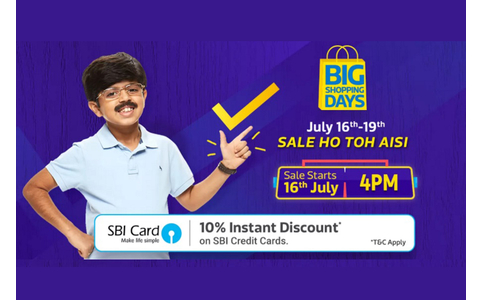 BIG
SHOPPING
DAYS
July 16th-19th
SALE HO TOH AISI
Sale Starts
16th July
4PM
SBI Card
Make life simple
10% Instant Discount*
on SBI Credit Cards.
*T&C Apply